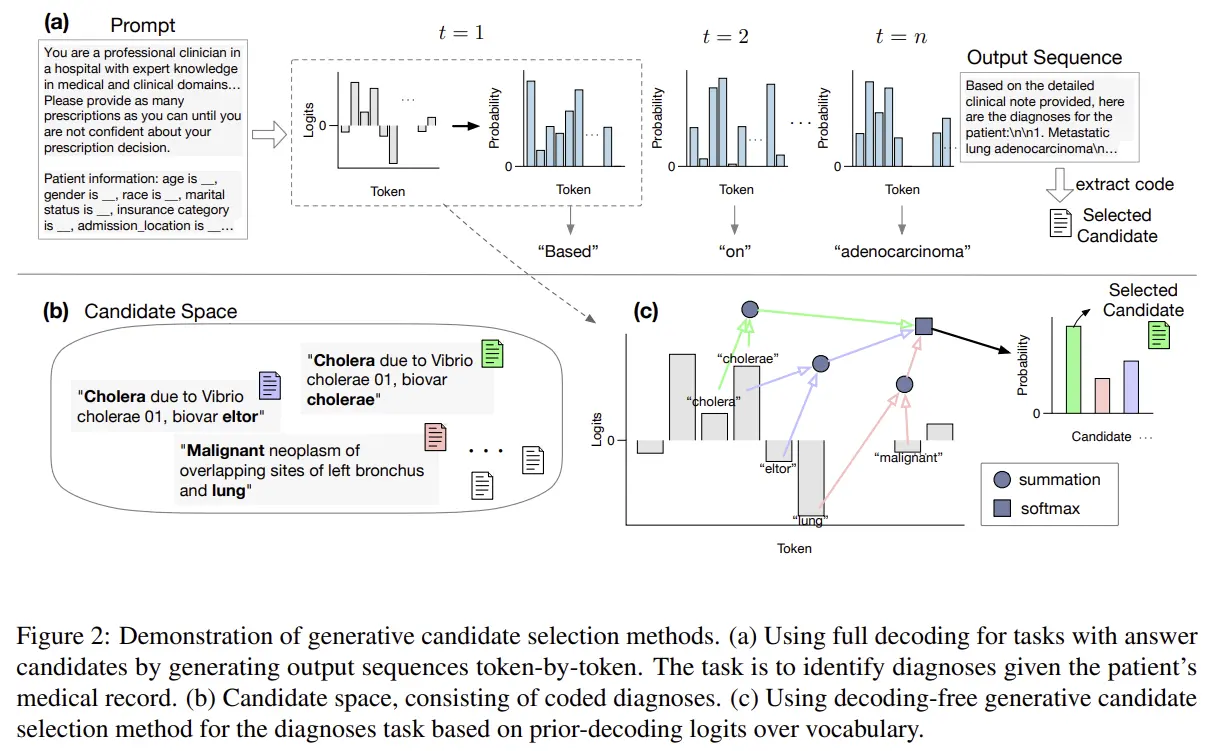 (a)
Prompt
You are a professional clinician in
a hospital with expert knowledge
in medical and clinical domains...
Please provide as many
prescriptions as you can until you
are not confident about your
prescription decision.
Patient information: age is __,
gender is __, race is __, marital
status is __, insurance category
is __, admission_location is __...
t = 1
Logits
Token
...
Probability
0
Token
...
"Based"
t = 2
Probability
0
Token
...
"on"
...
t = n
Probability
0
Token
...
"adenocarcinoma"
Output Sequence
Based on the detailed
clinical note provided, here
are the diagnoses for the
patient:\n\n1. Metastatic
lung adenocarcinoma\n...
extract code
Selected
Candidate
(b)
Candidate Space
"Cholera due to Vibrio
cholerae 01, biovar
cholerae"
"Cholera due to Vibrio
cholerae 01, biovar eltor"
"Malignant neoplasm of
overlapping sites of left bronchus
and lung"
...
(c)
Logits
0
"cholera"
"cholerae"
"eltor"
"lung"
"malignant"
Token
Selected
Candidate
Probability
0
Candidate ...
summation
softmax
Figure 2: Demonstration of generative candidate selection methods. (a) Using full decoding for tasks with answer
candidates by generating output sequences token-by-token. The task is to identify diagnoses given the patient's
medical record. (b) Candidate space, consisting of coded diagnoses. (c) Using decoding-free generative candidate
selection method for the diagnoses task based on prior-decoding logits over vocabulary.